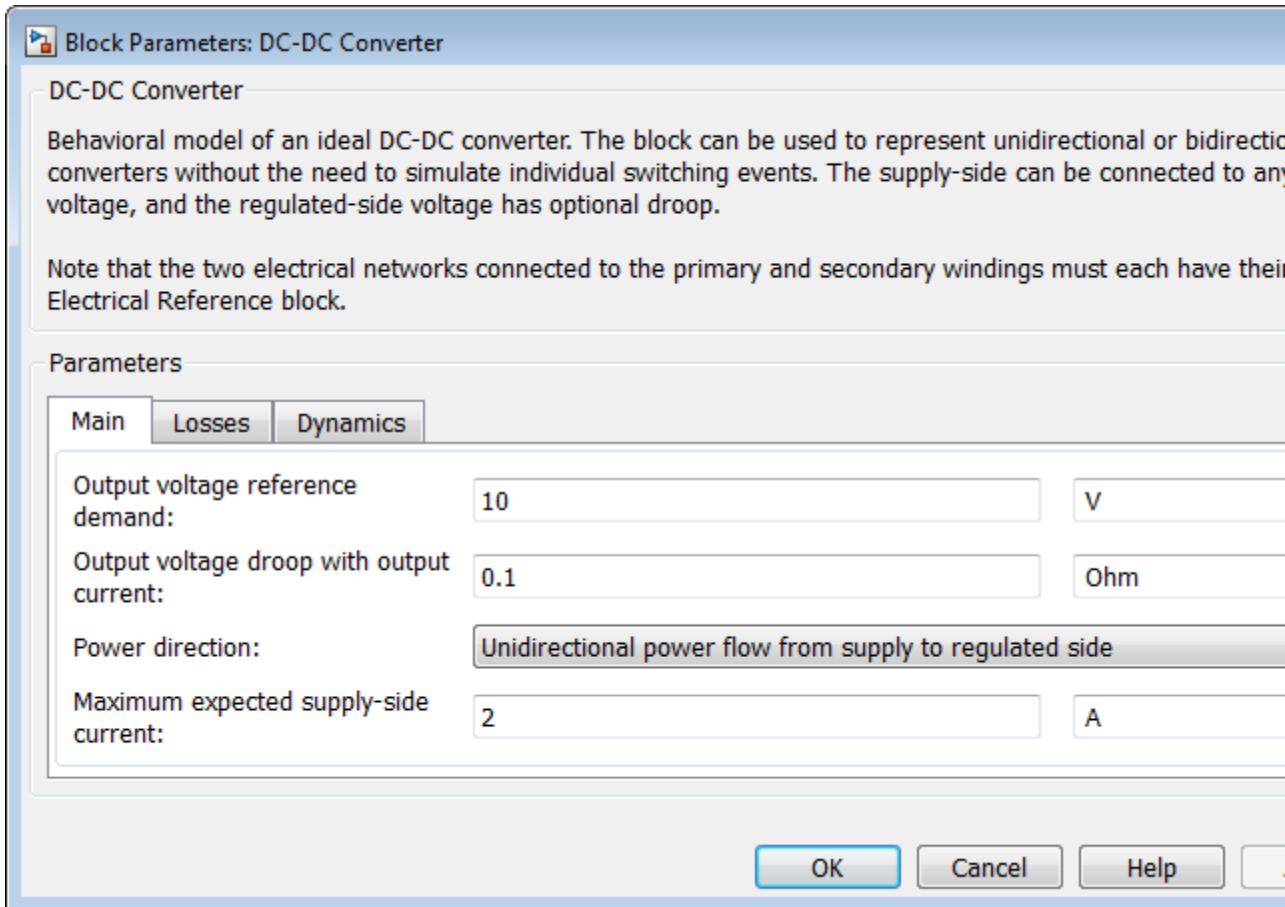 Block Parameters: DC-DC Converter
DC-DC Converter
Behavioral model of an ideal DC-DC converter. The block can be used to represent unidirectional or bidirectio
converters without the need to simulate individual switching events. The supply-side can be connected to any
voltage, and the regulated-side voltage has optional droop.
Note that the two electrical networks connected to the primary and secondary windings must each have their
Electrical Reference block.
Parameters
Main Losses Dynamics
Output voltage reference
demand:
10 V
Output voltage droop with output
current:
0.1 Ohm
Power direction: Unidirectional power flow from supply to regulated side
Maximum expected supply-side
current:
2 A
OK Cancel Help